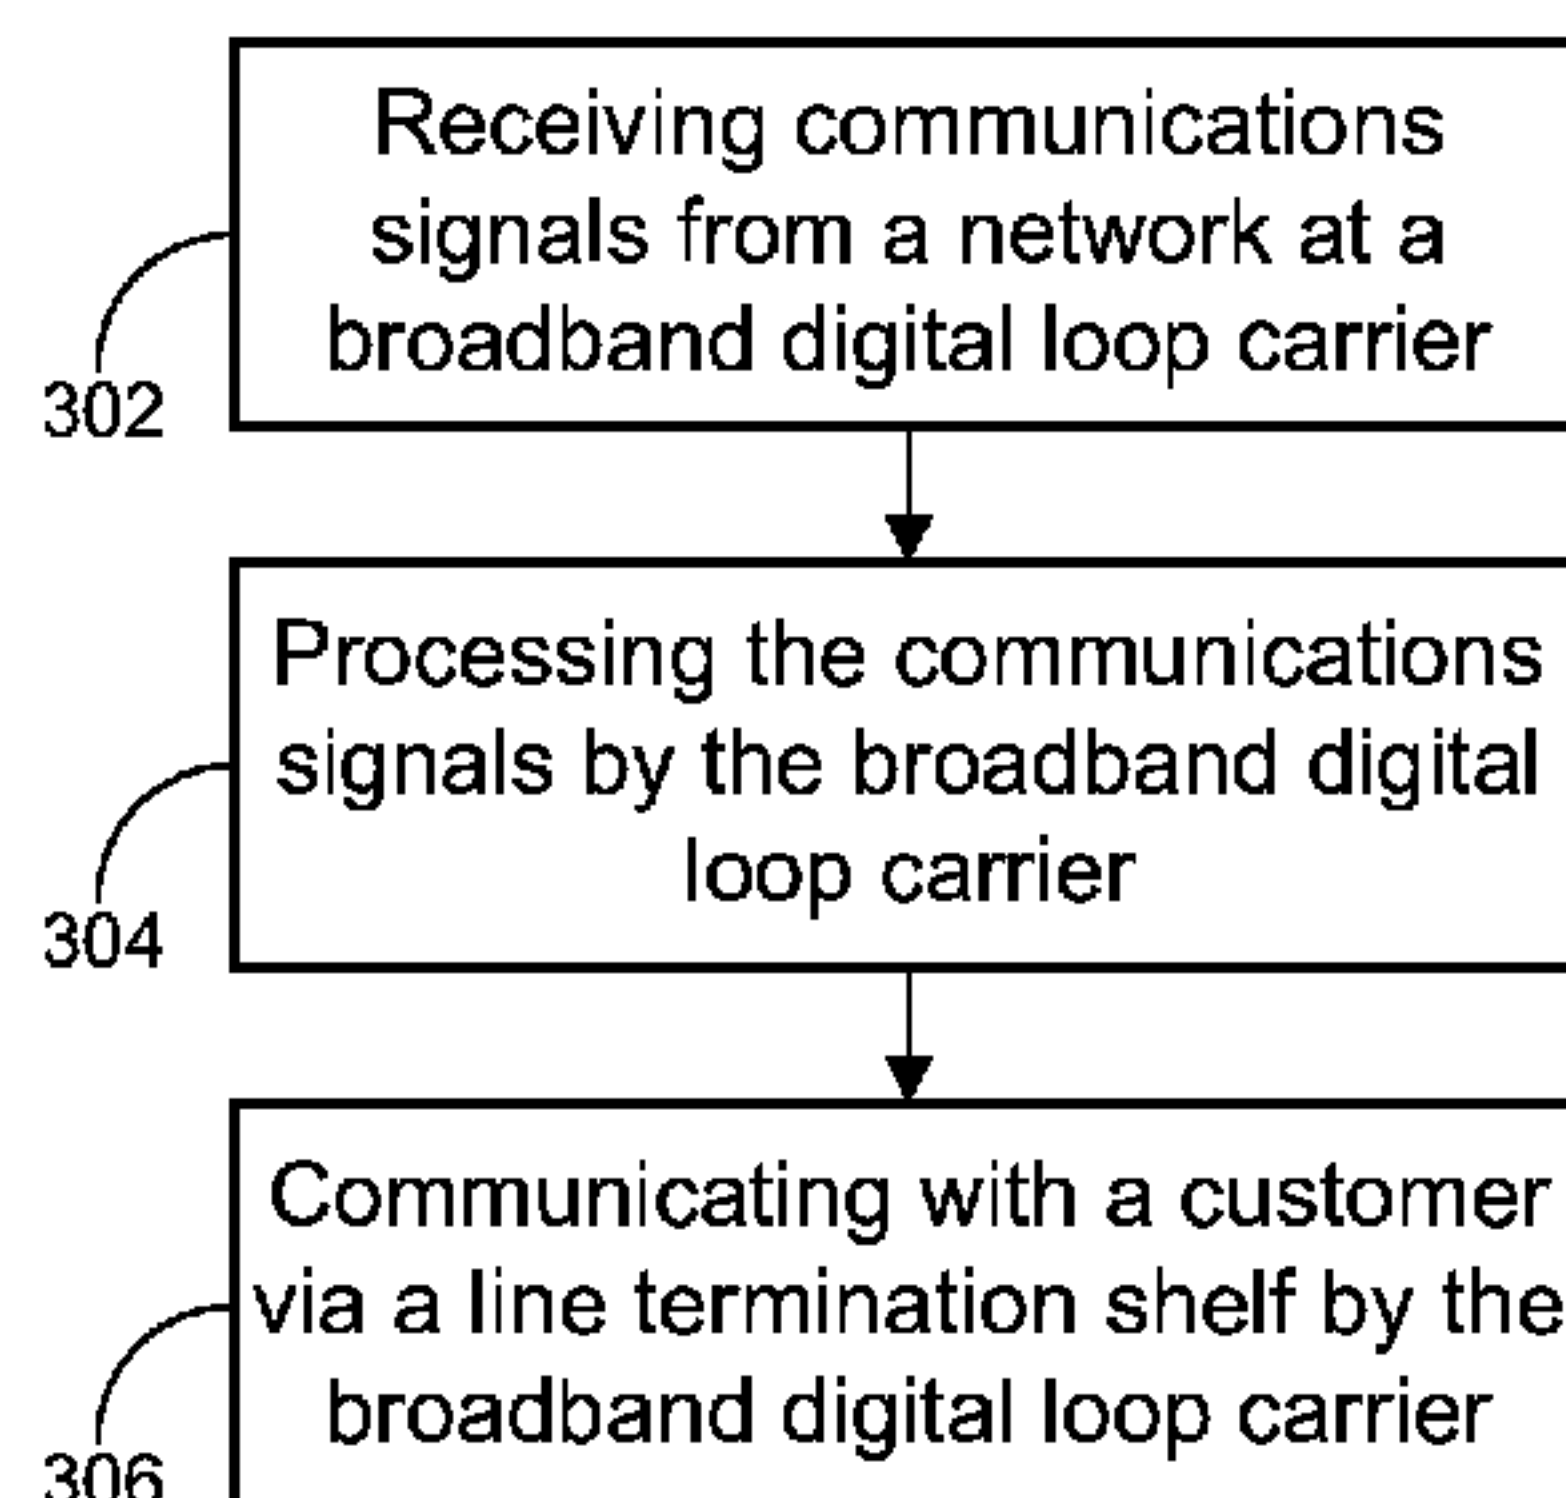 Receiving communications
signals from a network at a
broadband digital loop carrier
302
Processing the communications
signals by the broadband digital
loop carrier
304
Communicating with a customer
via a line termination shelf by the
broadband digital loop carrier
306